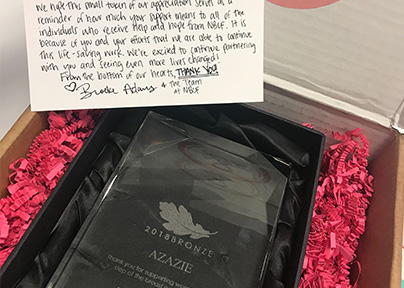 We hope this small token of our appreciation serves as a
reminder of how much your support means to all of the
individuals who receive Help and Hope from NBCF. It is
because of you and your efforts that we are able to continue
this life-saving work. We're excited to continue partnering
with you and seeing even more lives changed!
From the bottom of our hearts, THANK YOU!
Brooke Adams & The Team
at NBCF
2018 BRONZE
AZAZIE
thank you for supporting
step of the breast